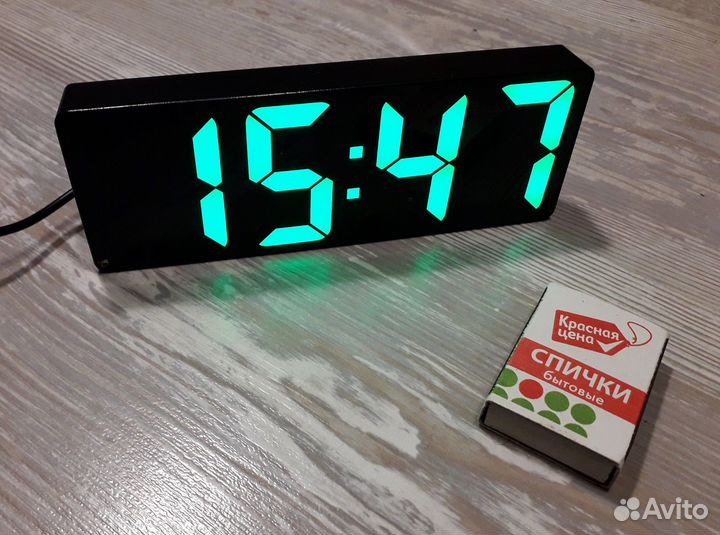 15:47
Красная
цена
СПИЧКИ
бытовые
Avito